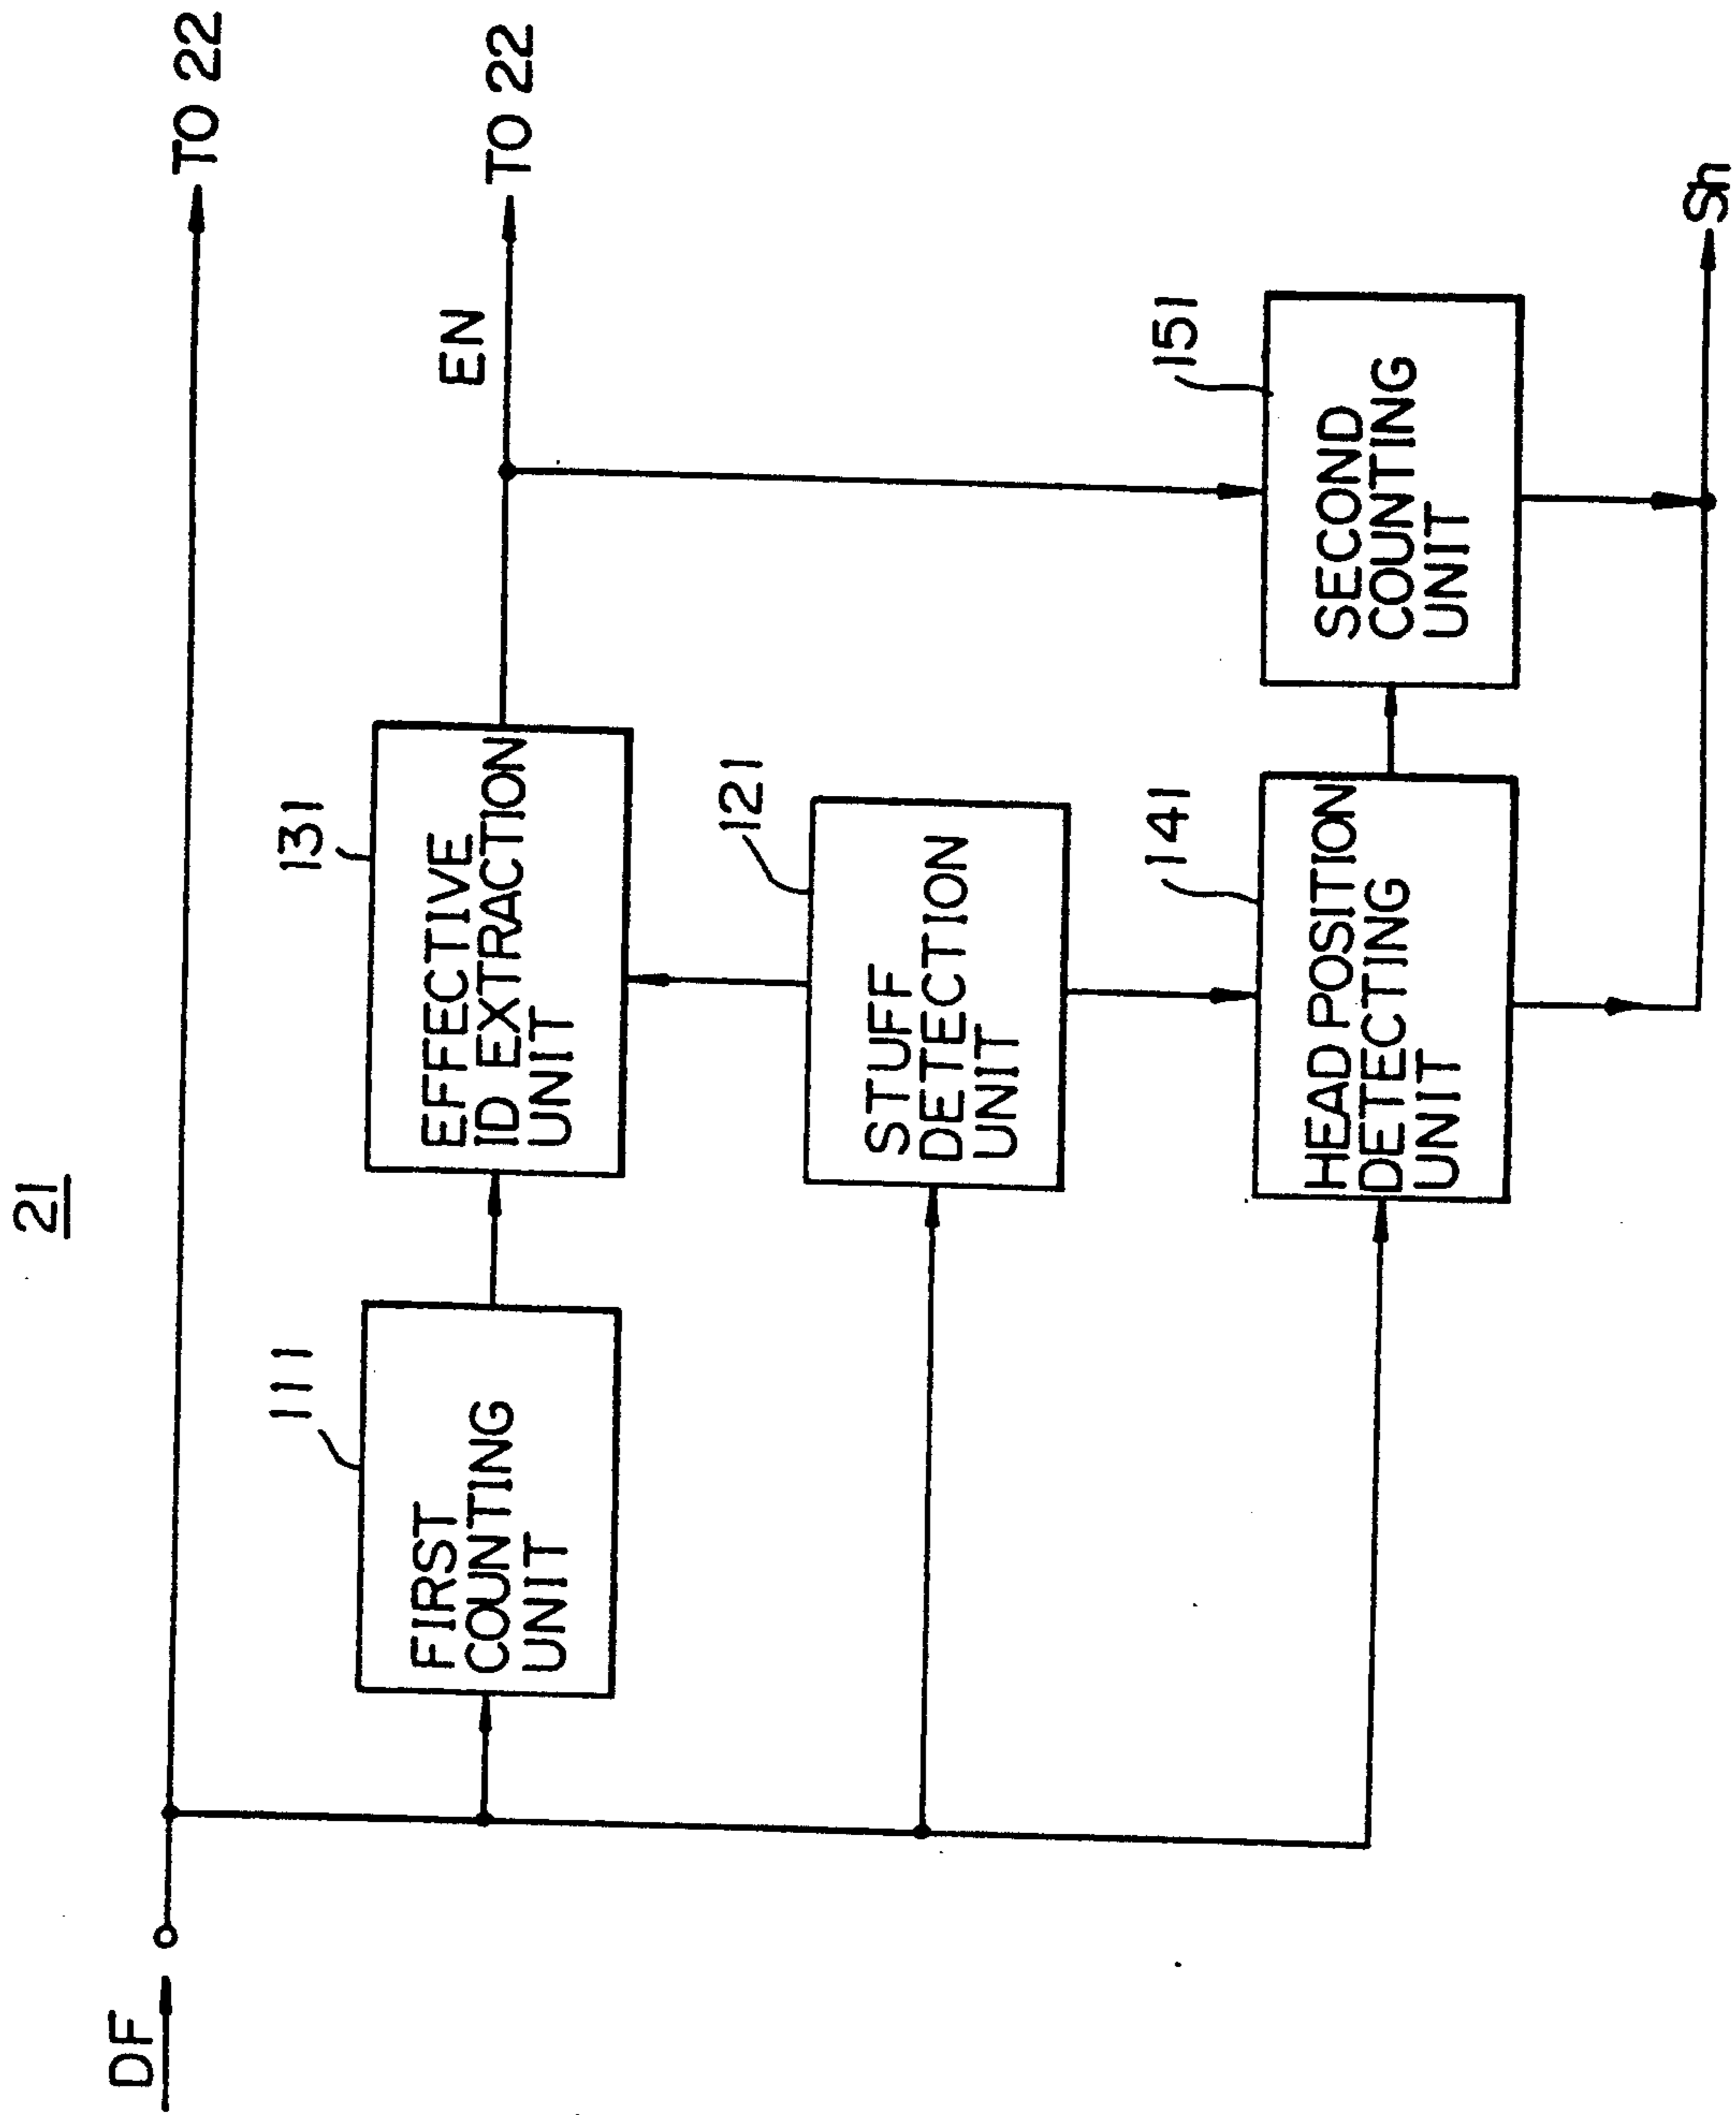 21
DF
TO 22
111
FIRST
COUNTING
UNIT
131
EFFECTIVE
ID EXTRACTION
UNIT
EN
TO 22
121
STUFF
DETECTION
UNIT
141
HEAD POSITION
DETECTING
UNIT
151
SECOND
COUNTING
UNIT
Sh